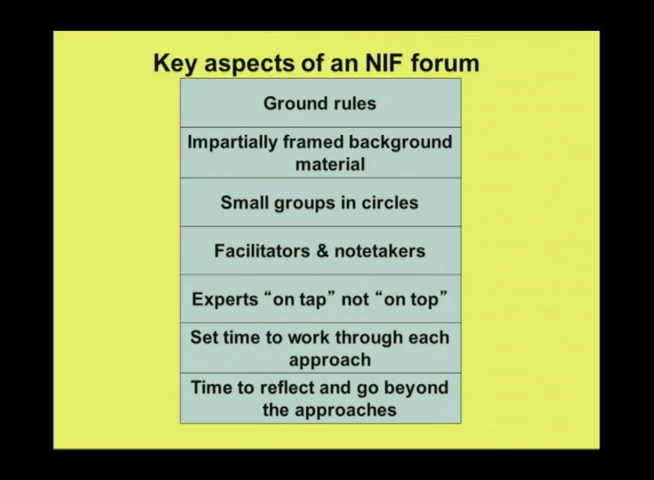 Key aspects of an NIF forum
Ground rules
Impartially framed background
material
Small groups in circles
Facilitators & notetakers
Experts “on tap” not “on top”
Set time to work through each
approach
Time to reflect and go beyond
the approaches